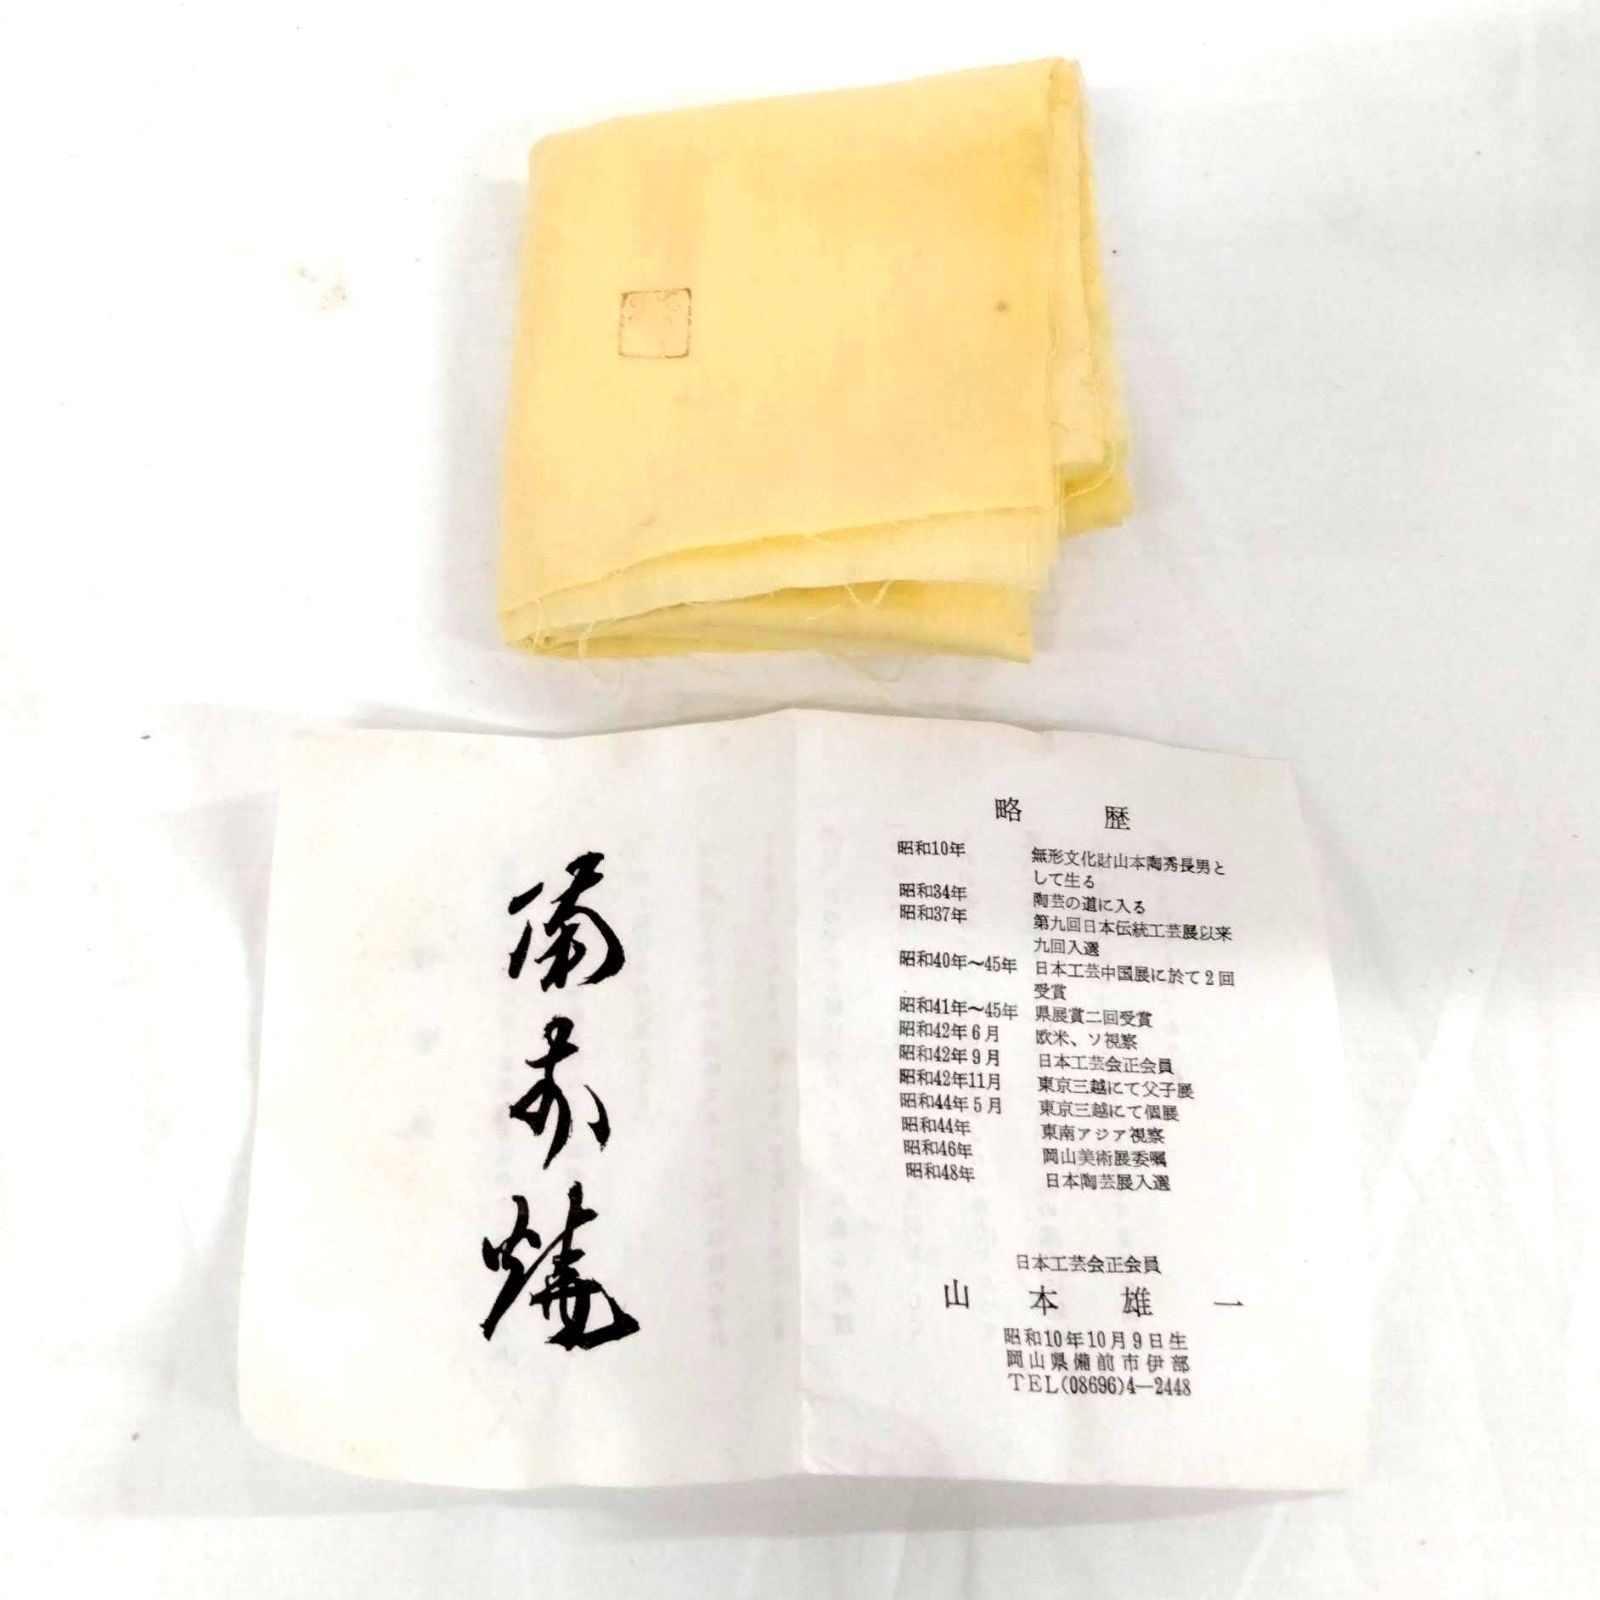 備前焼
略歴
昭和10年 無形文化財山本陶秀長男と
して生る
昭和34年 陶芸の道に入る
昭和37年 第九回日本伝統工芸展以来
九回入選
昭和40年～45年 日本工芸中国展に於て2回
受賞
昭和41年～45年 県展賞二回受賞
昭和42年6月 欧米、ソ視察
昭和42年9月 日本工芸会正会員
昭和42年11月 東京三越にて父子展
昭和44年5月 東京三越にて個展
昭和44年 東南アジア視察
昭和46年 岡山美術展委嘱
昭和48年 日本陶芸展入選
日本工芸会正会員
山本雄一
昭和10年10月9日生
岡山県備前市伊部
TEL(08696)4―2448